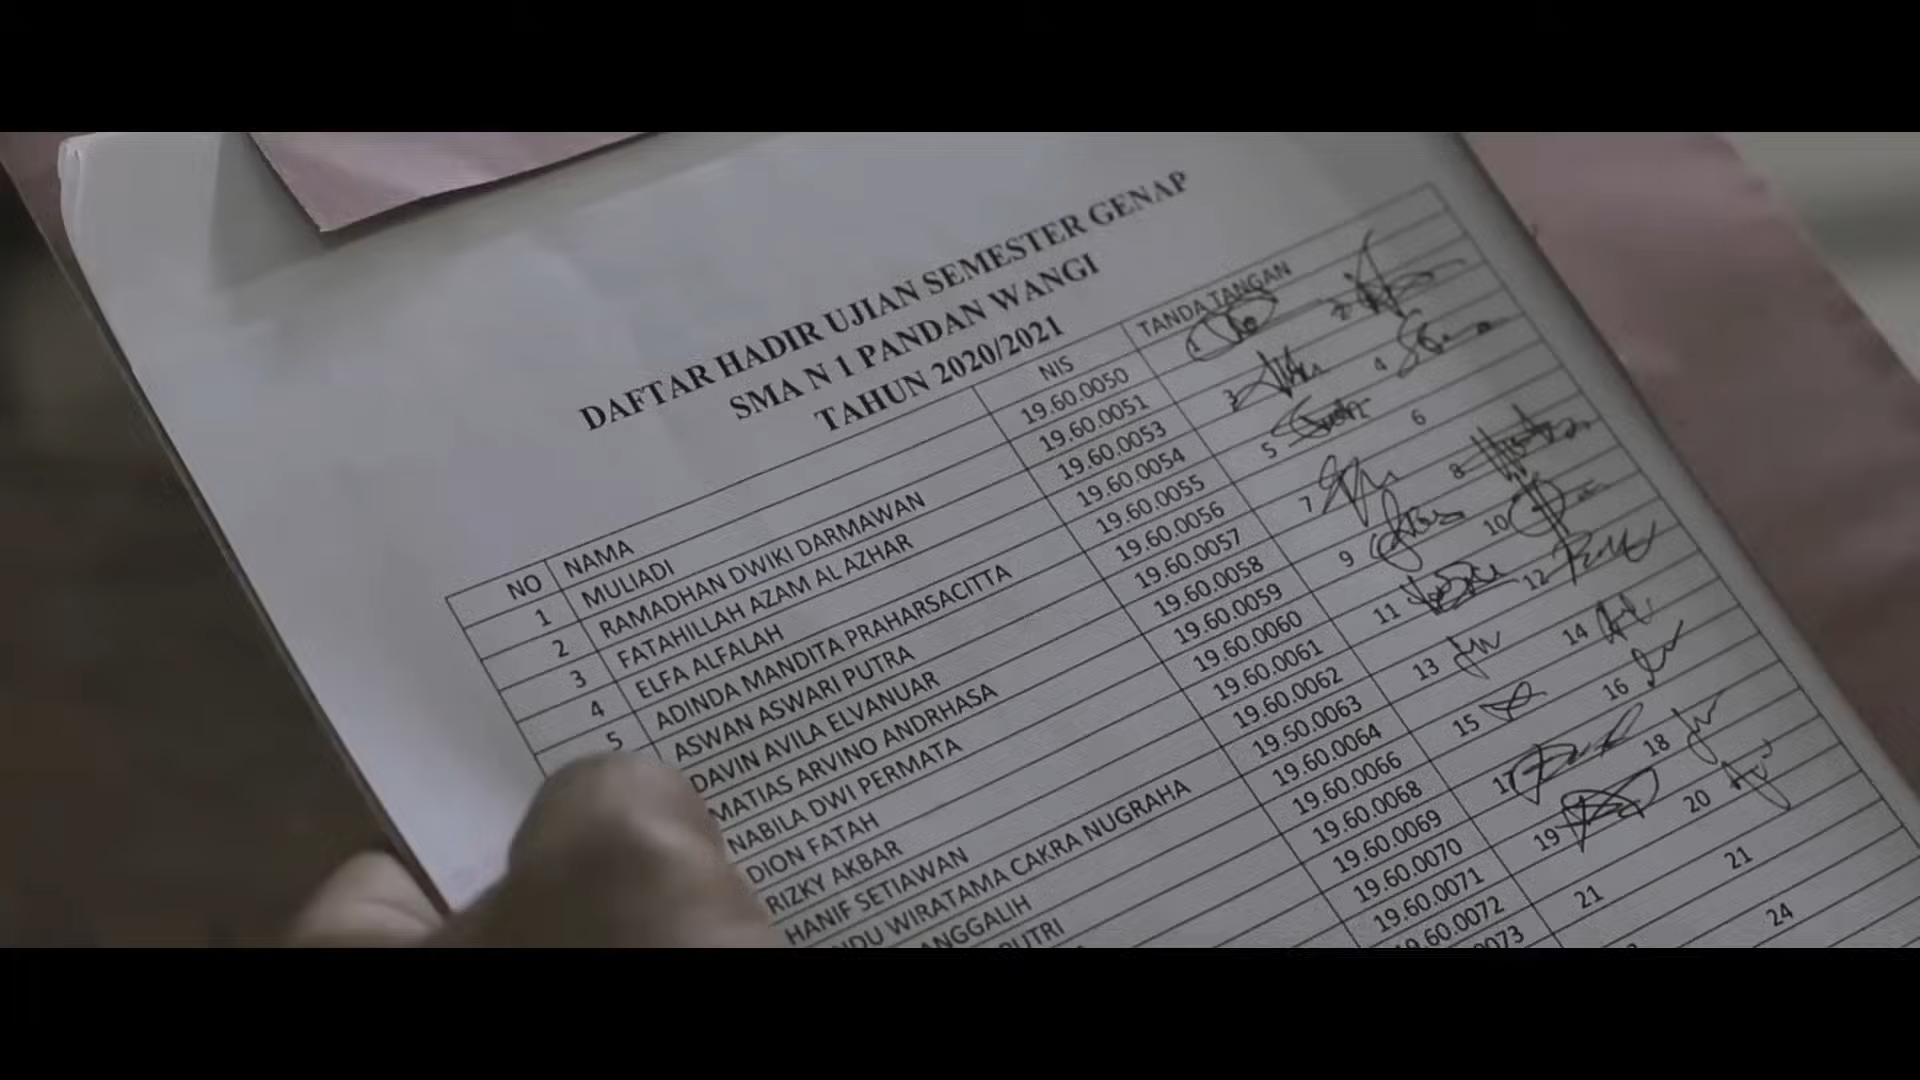 DAFTAR HADIR UJIAN SEMESTER GENAP
SMA N 1 PANDAN WANGI
TAHUN 2020/2021
NO NAMA NIS TANDA TANGAN
1 MULIADI 19.60.0050 1 2
2 RAMADHAN DWIKI DARMAWAN 19.60.0051
3 FATAHILLAH AZAM AL AZHAR 19.60.0053 3 4
4 ELFA ALFALAH 19.60.0054
5 ADINDA MANDITA PRAHARSACITTA 19.60.0055 5 6
ASWAN ASWARI PUTRA 19.60.0056
DAVIN AVILA ELVANUAR 19.60.0057 7 8
MATIAS ARVINO ANDRHASA 19.60.0058
NABILA DWI PERMATA 19.60.0059 9 10
DION FATAH 19.60.0060
RIZKY AKBAR 19.60.0061 11 12
HANIF SETIAWAN 19.60.0062
NDU WIRATAMA CAKRA NUGRAHA 19.50.0063 13 14
ANGGALIH 19.60.0064
PUTRI 19.60.0066 15 16
19.60.0068
19.60.0069 17 18
19.60.0070
19.60.0071 19 20
19.60.0072
0073 21 21
24